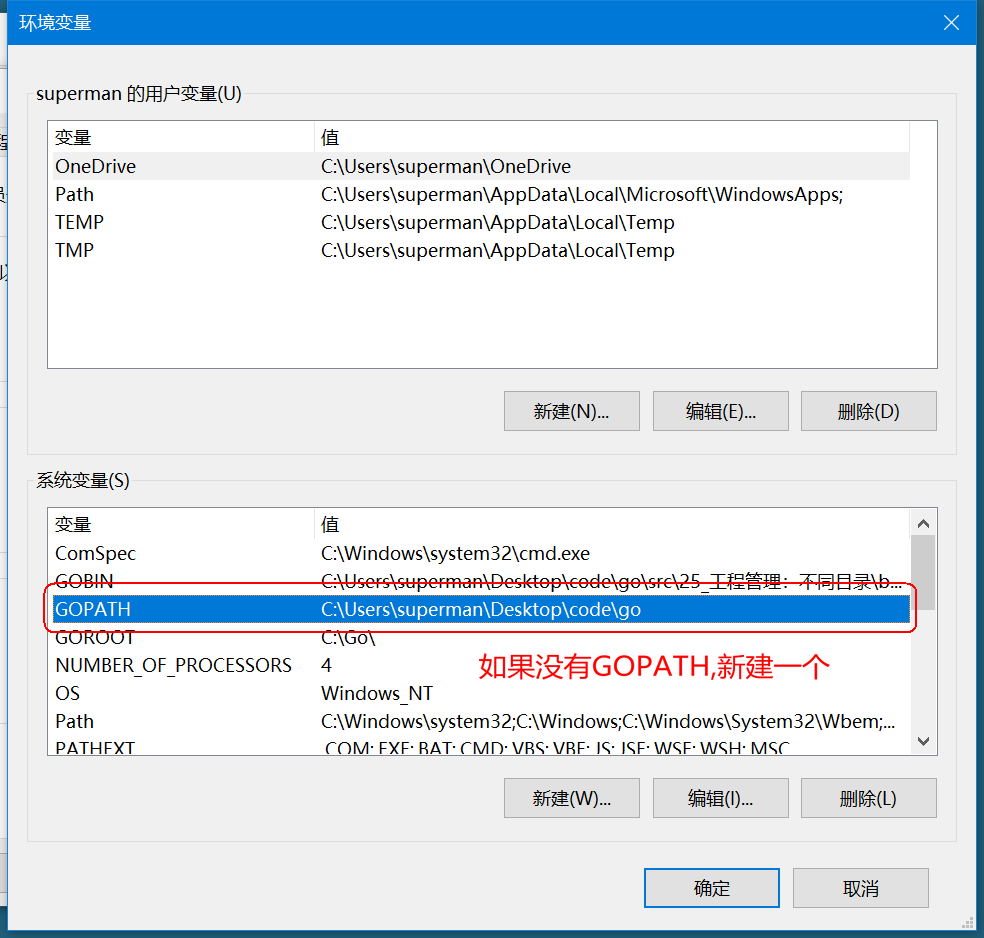 环境变量
superman 的用户变量(U)
变量 值
OneDrive C:\Users\superman\OneDrive
Path C:\Users\superman\AppData\Local\Microsoft\WindowsApps;
TEMP C:\Users\superman\AppData\Local\Temp
TMP C:\Users\superman\AppData\Local\Temp
新建(N)... 编辑(E)... 删除(D)
系统变量(S)
变量 值
ComSpec C:\Windows\system32\cmd.exe
GOBIN C:\Users\superman\Desktop\code\go\src\25_工程管理：不同目录\b...
GOPATH C:\Users\superman\Desktop\code\go
GOROOT C:\Go\
NUMBER_OF_PROCESSORS 4
如果没有GOPATH,新建一个
OS Windows_NT
Path C:\Windows\system32;C:\Windows;C:\Windows\System32\Wbem;...
PATHEXT .COM;.EXE;.BAT;.CMD;.VBS;.VBE;.JS;.JSE;.WSF;.WSH;.MSC
新建(W)... 编辑(I)... 删除(L)
确定 取消